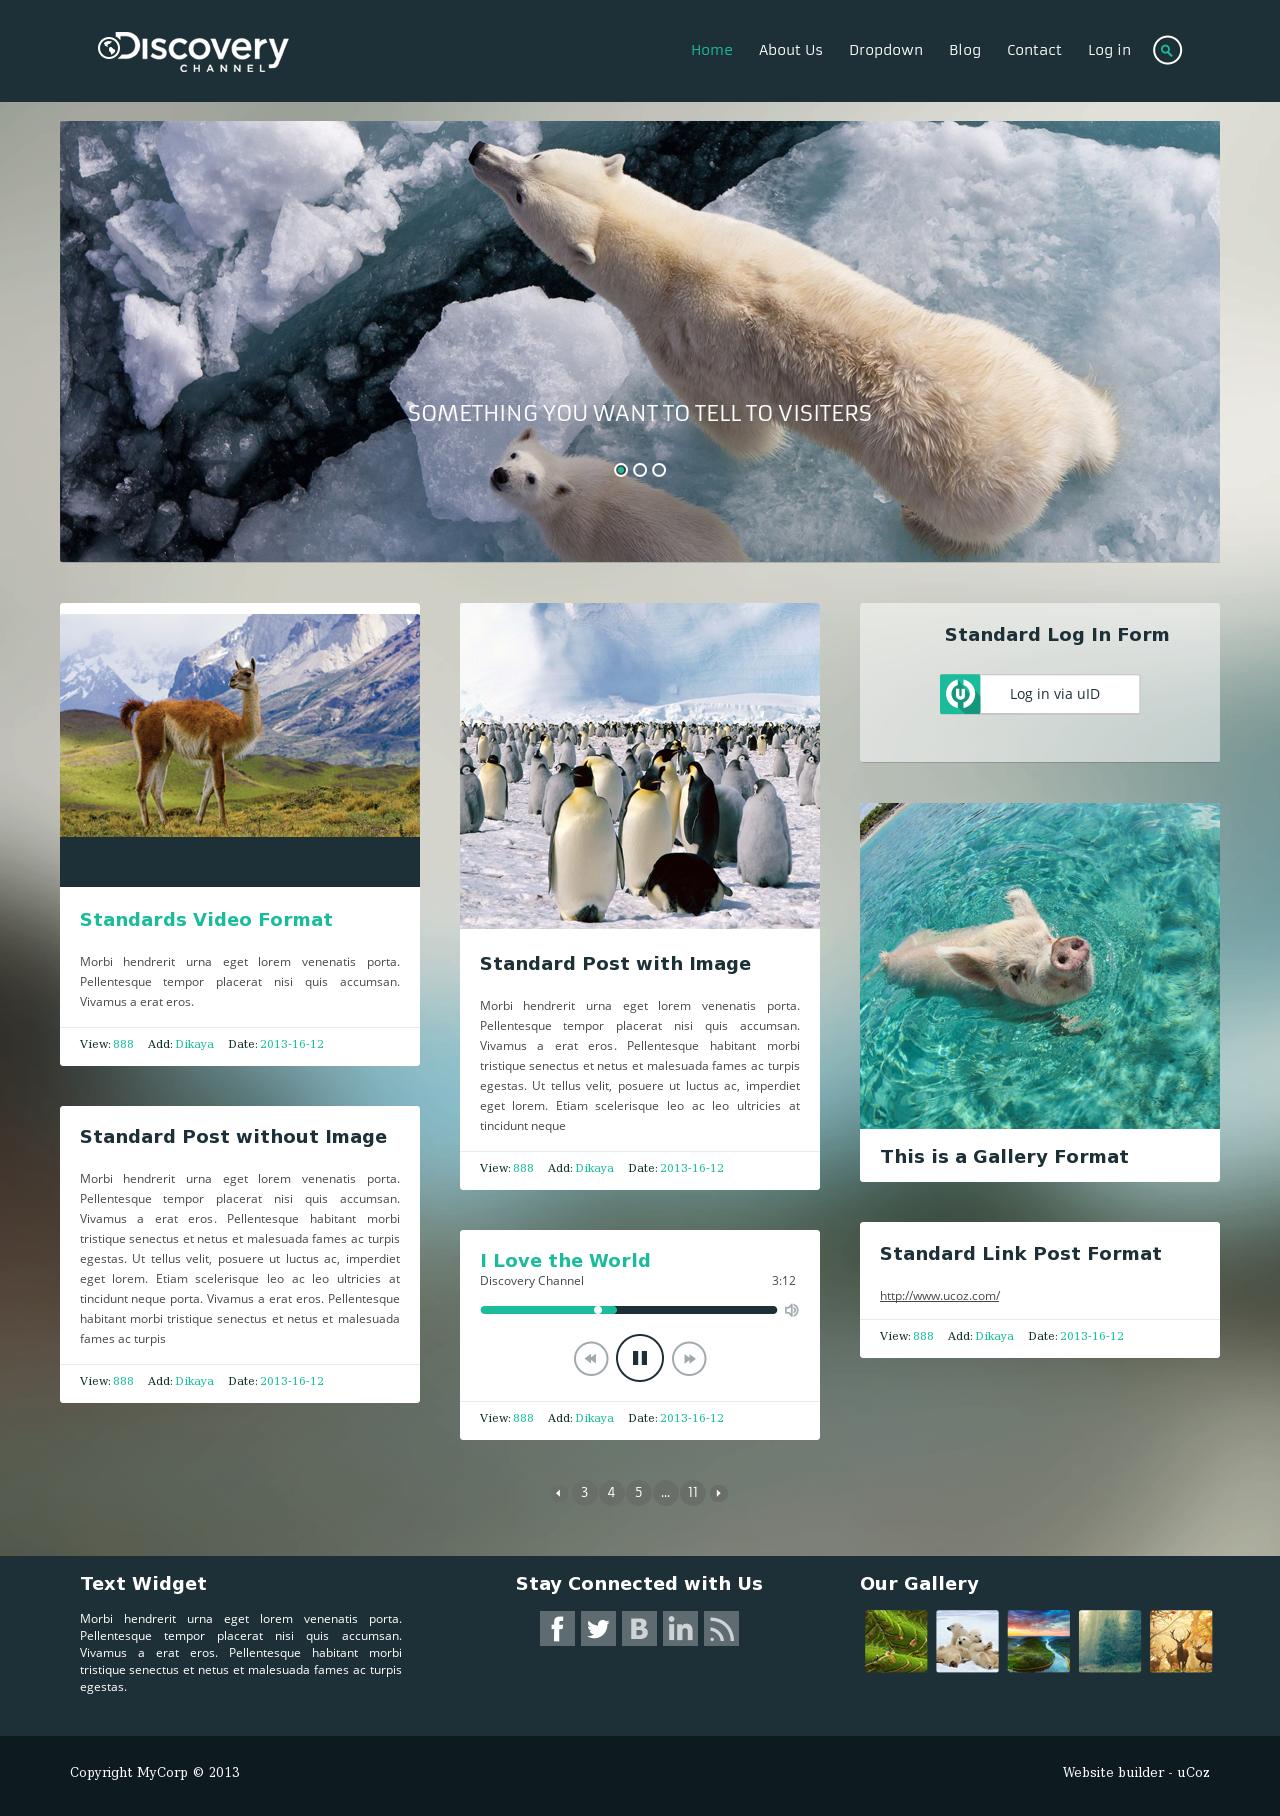 Discovery
CHANNEL
Home About Us Dropdown Blog Contact Log in
SOMETHING YOU WANT TO TELL TO VISITERS
Standards Video Format
Morbi hendrerit urna eget lorem venenatis porta.
Pellentesque tempor placerat nisi quis accumsan.
Vivamus a erat eros.
View: 888 Add: Dikaya Date: 2013-16-12
Standard Post without Image
Morbi hendrerit urna eget lorem venenatis porta.
Pellentesque tempor placerat nisi quis accumsan.
Vivamus a erat eros. Pellentesque habitant morbi
tristique senectus et netus et malesuada fames ac turpis
egestas. Ut tellus velit, posuere ut luctus ac, imperdiet
eget lorem. Etiam scelerisque leo ac leo ultricies at
tincidunt neque porta. Vivamus a erat eros. Pellentesque
habitant morbi tristique senectus et netus et malesuada
fames ac turpis
View: 888 Add: Dikaya Date: 2013-16-12
Standard Post with Image
Morbi hendrerit urna eget lorem venenatis porta.
Pellentesque tempor placerat nisi quis accumsan.
Vivamus a erat eros. Pellentesque habitant morbi
tristique senectus et netus et malesuada fames ac turpis
egestas. Ut tellus velit, posuere ut luctus ac, imperdiet
eget lorem. Etiam scelerisque leo ac leo ultricies at
tincidunt neque
View: 888 Add: Dikaya Date: 2013-16-12
I Love the World
Discovery Channel 3:12
View: 888 Add: Dikaya Date: 2013-16-12
Standard Log In Form
Log in via uID
This is a Gallery Format
Standard Link Post Format
http://www.ucoz.com/
View: 888 Add: Dikaya Date: 2013-16-12
3 4 5 ... 11
Text Widget
Morbi hendrerit urna eget lorem venenatis porta.
Pellentesque tempor placerat nisi quis accumsan.
Vivamus a erat eros. Pellentesque habitant morbi
tristique senectus et netus et malesuada fames ac turpis
egestas.
Stay Connected with Us
f B in
Our Gallery
Copyright MyCorp © 2013
Website builder - uCoz